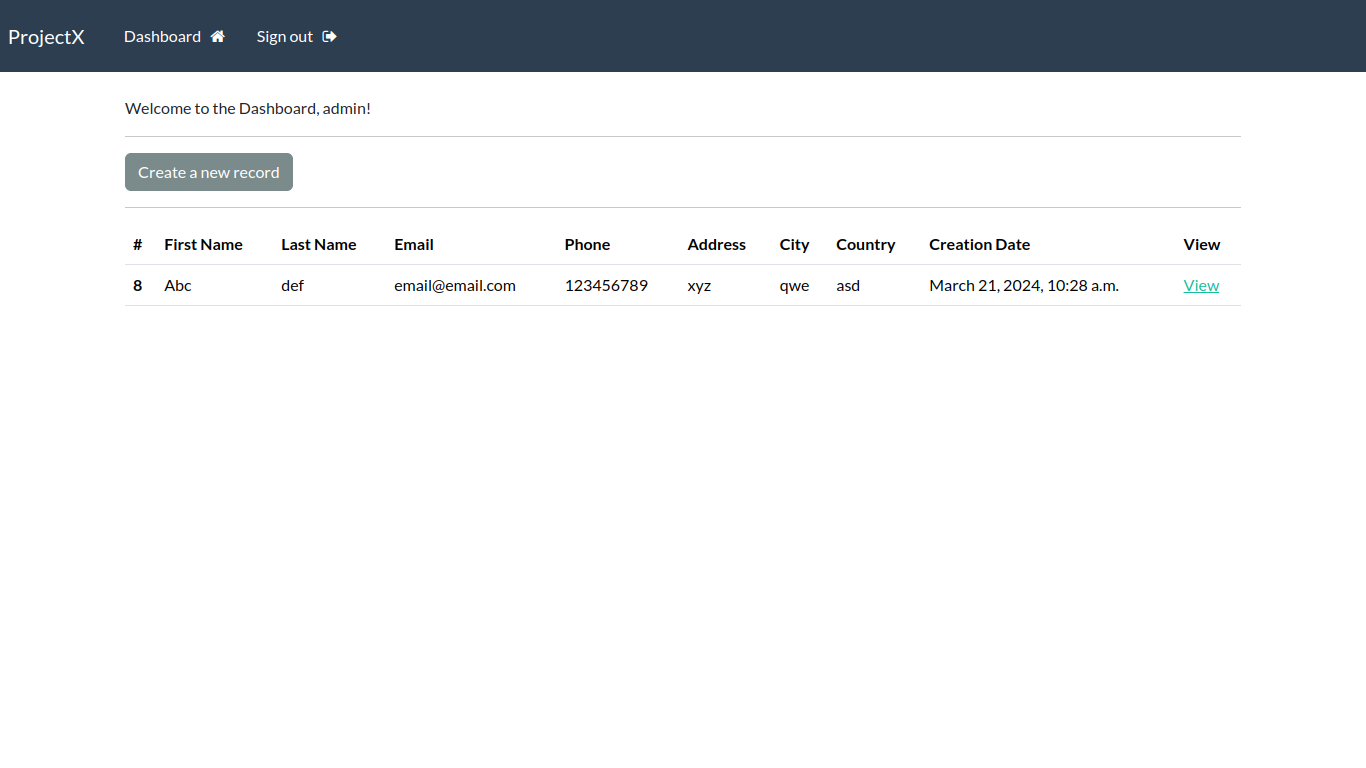 ProjectX Dashboard Sign out
Welcome to the Dashboard, admin!
Create a new record
# First Name Last Name Email Phone Address City Country Creation Date View
8 Abc def email@email.com 123456789 xyz qwe asd March 21, 2024, 10:28 a.m. View